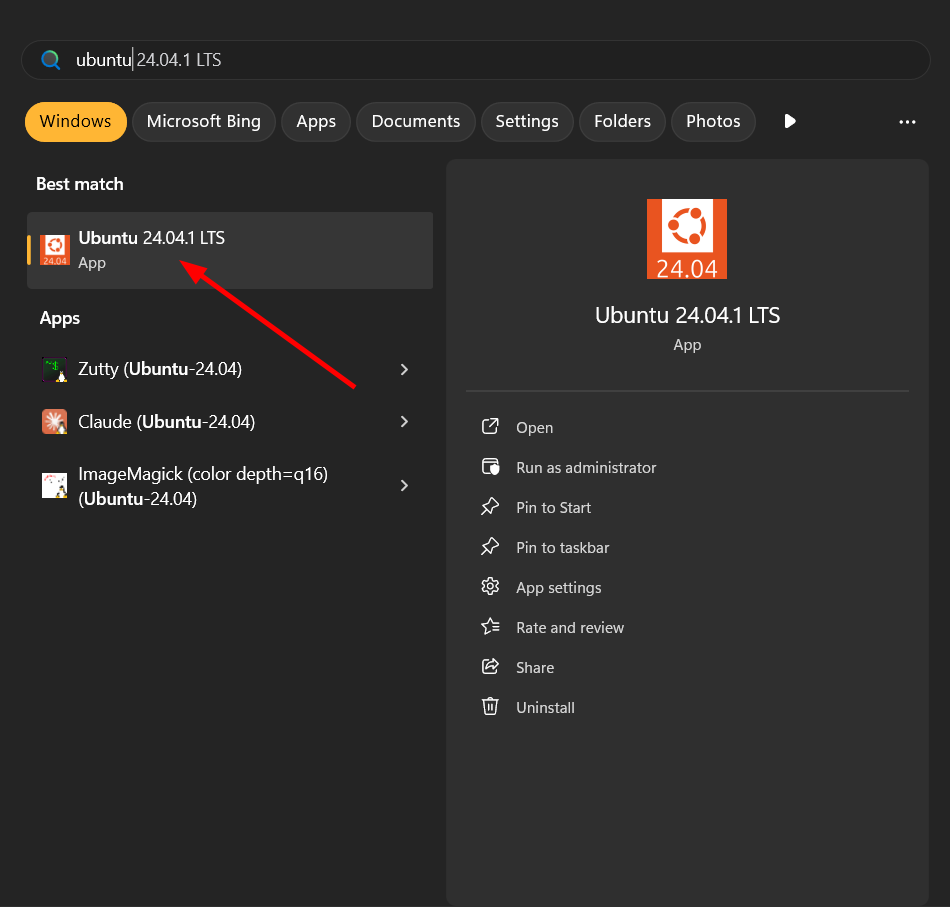 ubuntu 24.04.1 LTS
Windows Microsoft Bing Apps Documents Settings Folders Photos
Best match
Ubuntu 24.04.1 LTS
App
24.04
Apps
Zutty (Ubuntu-24.04)
Claude (Ubuntu-24.04)
ImageMagick (color depth=q16)
(Ubuntu-24.04)
24.04
Ubuntu 24.04.1 LTS
App
Open
Run as administrator
Pin to Start
Pin to taskbar
App settings
Rate and review
Share
Uninstall